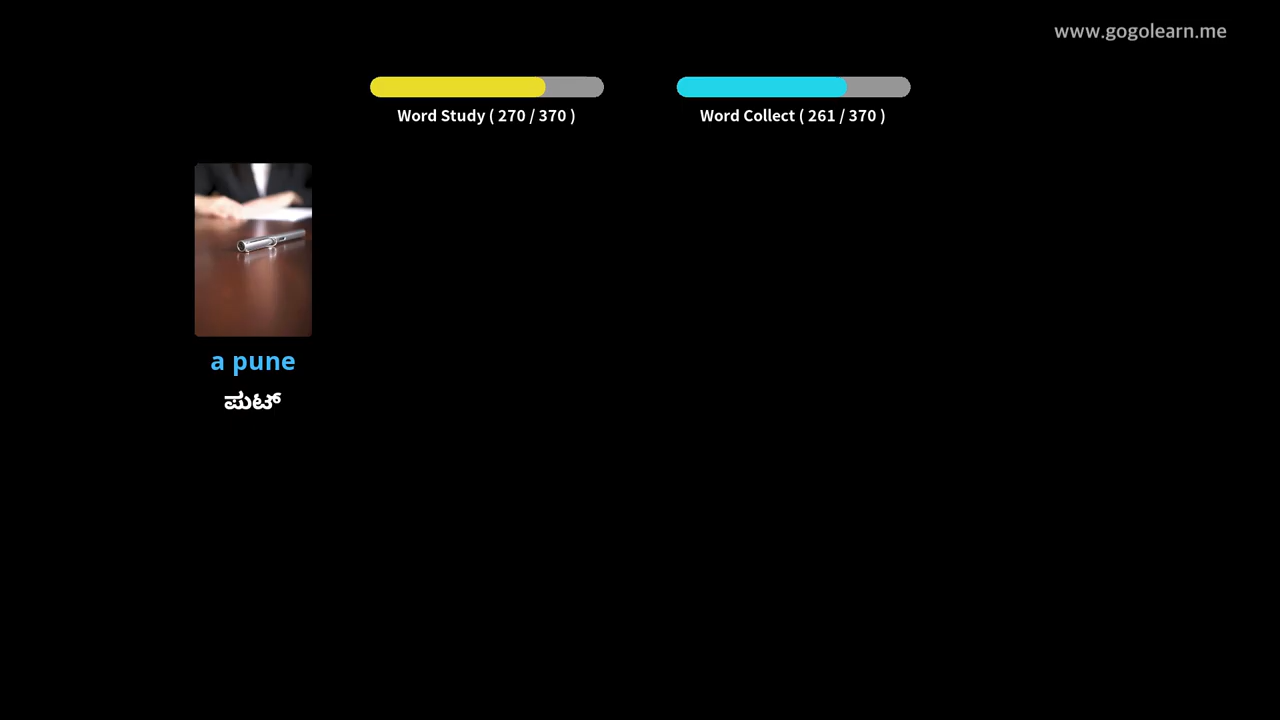 www.gogolearn.me
Word Study ( 270 / 370 )
Word Collect ( 261 / 370 )
a pune
ಪುಟ್